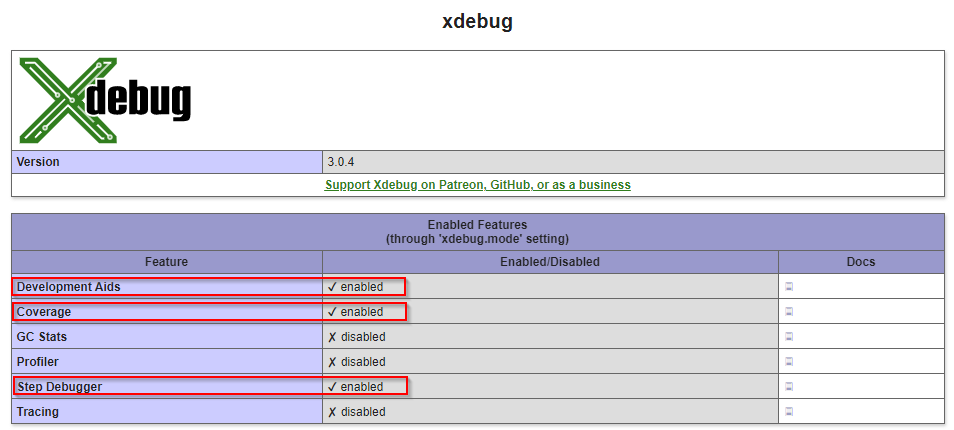 xdebug
Xdebug
Version 3.0.4
Support Xdebug on Patreon, GitHub, or as a business
Enabled Features
(through 'xdebug.mode' setting)
Feature Enabled/Disabled Docs
Development Aids ✓ enabled
Coverage ✓ enabled
GC Stats ✗ disabled
Profiler ✗ disabled
Step Debugger ✓ enabled
Tracing ✗ disabled